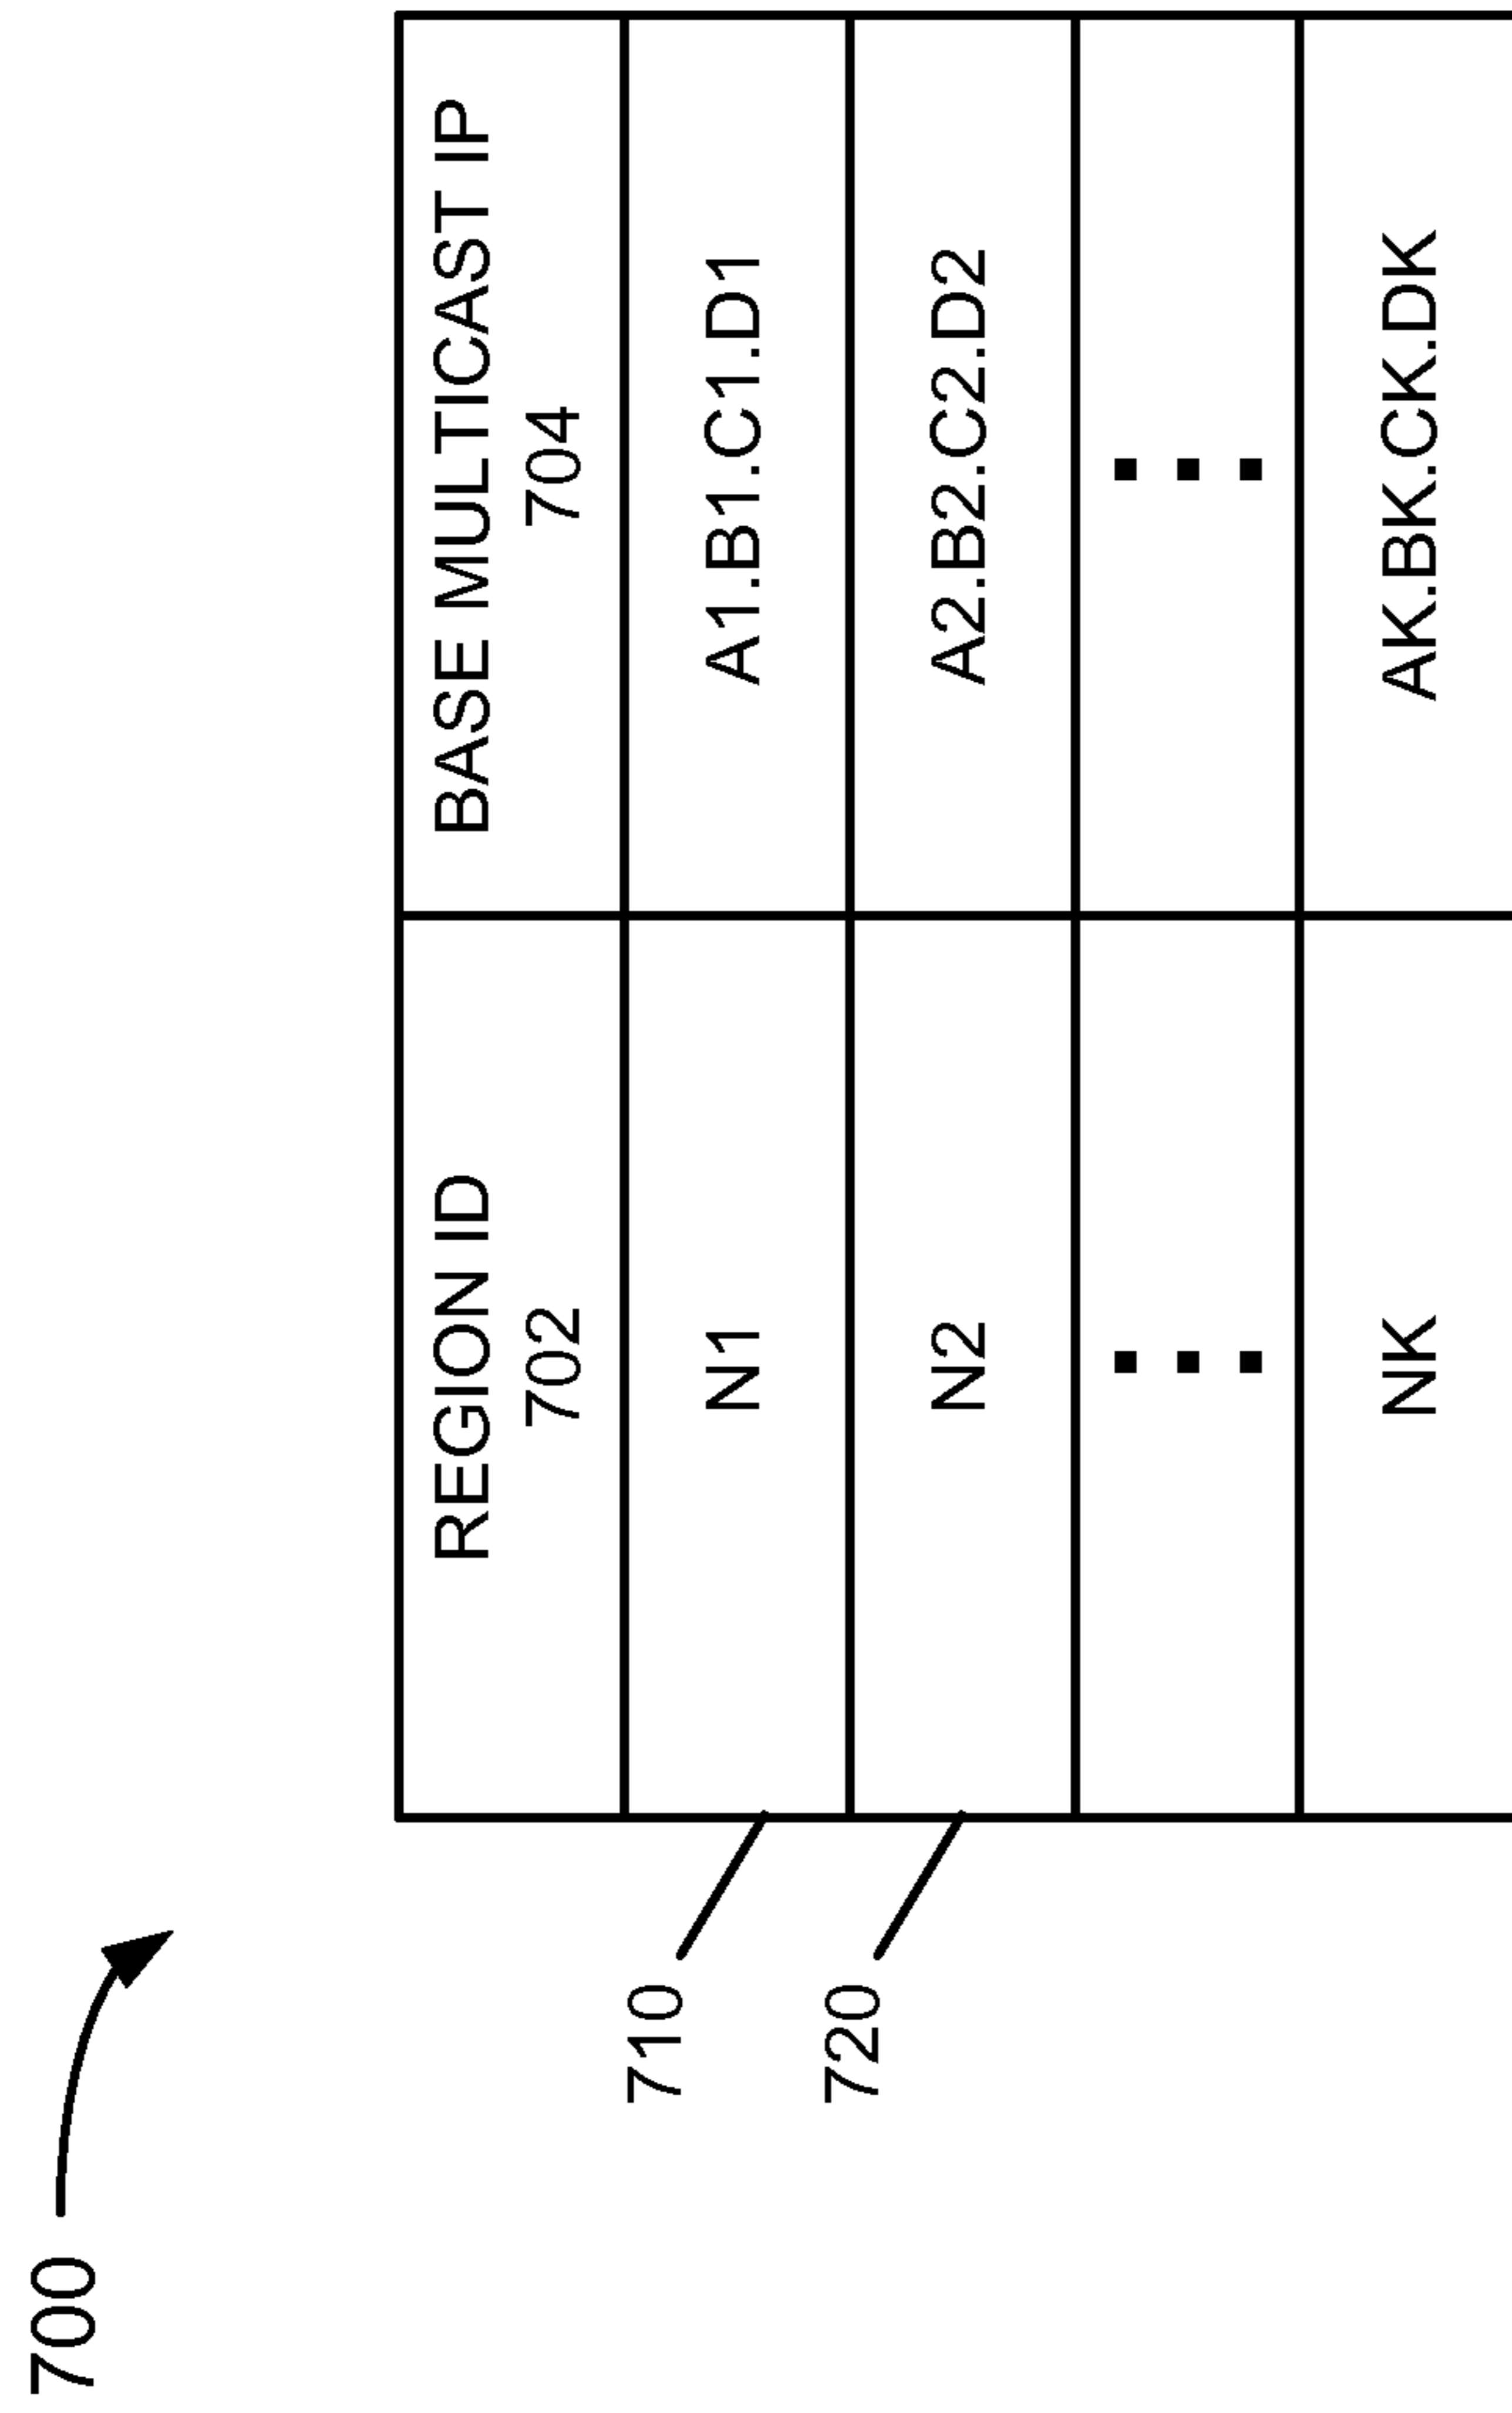 700
REGION ID
702
BASE MULTICAST IP
704
710
N1
A1.B1.C1.D1
720
N2
A2.B2.C2.D2
NK
AK.BK.CK.DK